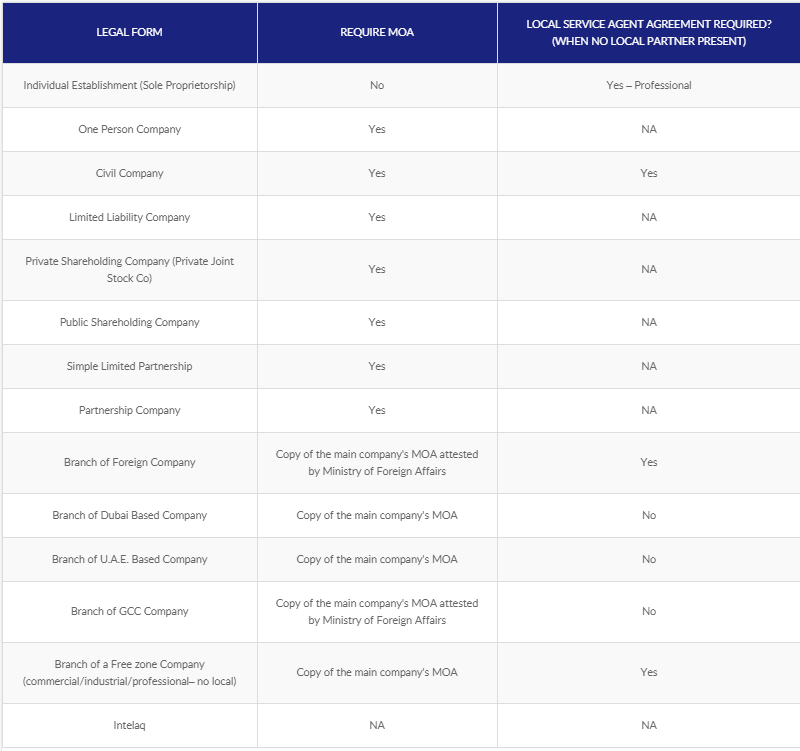 LEGAL FORM
REQUIRE MOA
LOCAL SERVICE AGENT AGREEMENT REQUIRED?
(WHEN NO LOCAL PARTNER PRESENT)
Individual Establishment (Sole Proprietorship)
No
Yes – Professional
One Person Company
Yes
NA
Civil Company
Yes
Yes
Limited Liability Company
Yes
NA
Private Shareholding Company (Private Joint
Stock Co)
Yes
NA
Public Shareholding Company
Yes
NA
Simple Limited Partnership
Yes
NA
Partnership Company
Yes
NA
Branch of Foreign Company
Copy of the main company's MOA attested
by Ministry of Foreign Affairs
Yes
Branch of Dubai Based Company
Copy of the main company's MOA
No
Branch of U.A.E. Based Company
Copy of the main company's MOA
No
Branch of GCC Company
Copy of the main company's MOA attested
by Ministry of Foreign Affairs
No
Branch of a Free zone Company
(commercial/industrial/professional– no local)
Copy of the main company's MOA
Yes
Intelaq
NA
NA